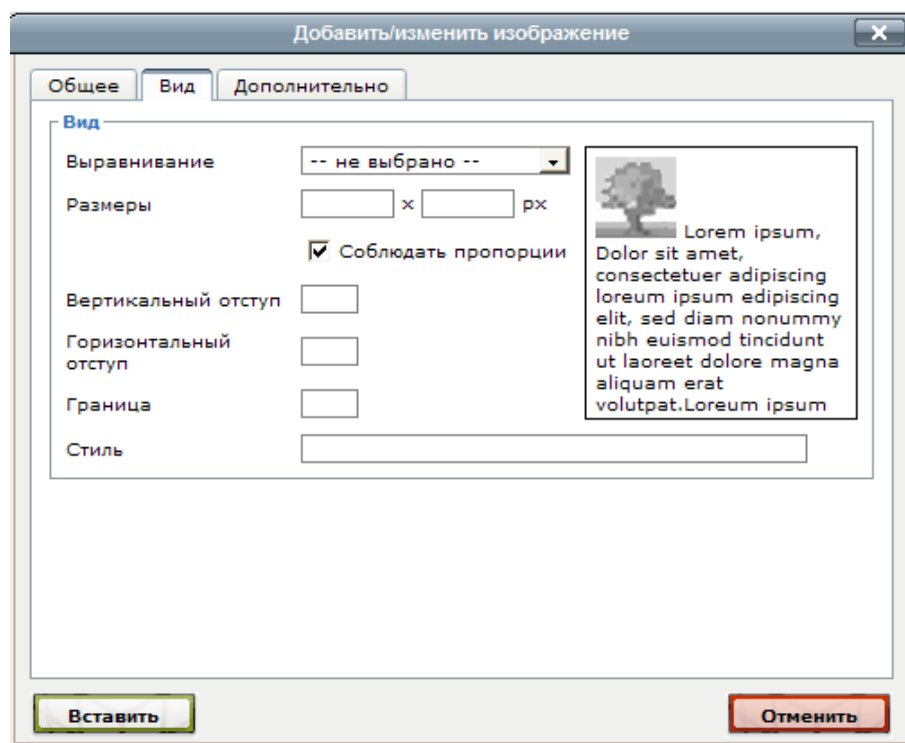 Добавить/изменить изображение
Общее Вид Дополнительно
Вид
Выравнивание -- не выбрано --
Размеры x px
Соблюдать пропорции
Вертикальный отступ
Горизонтальный
отступ
Граница
Стиль
Lorem ipsum,
Dolor sit amet,
consectetuer adipiscing
loreum ipsum edipiscing
elit, sed diam nonummy
nibh euismod tincidunt
ut laoreet dolore magna
aliquam erat
volutpat.Loreum ipsum
Вставить Отменить